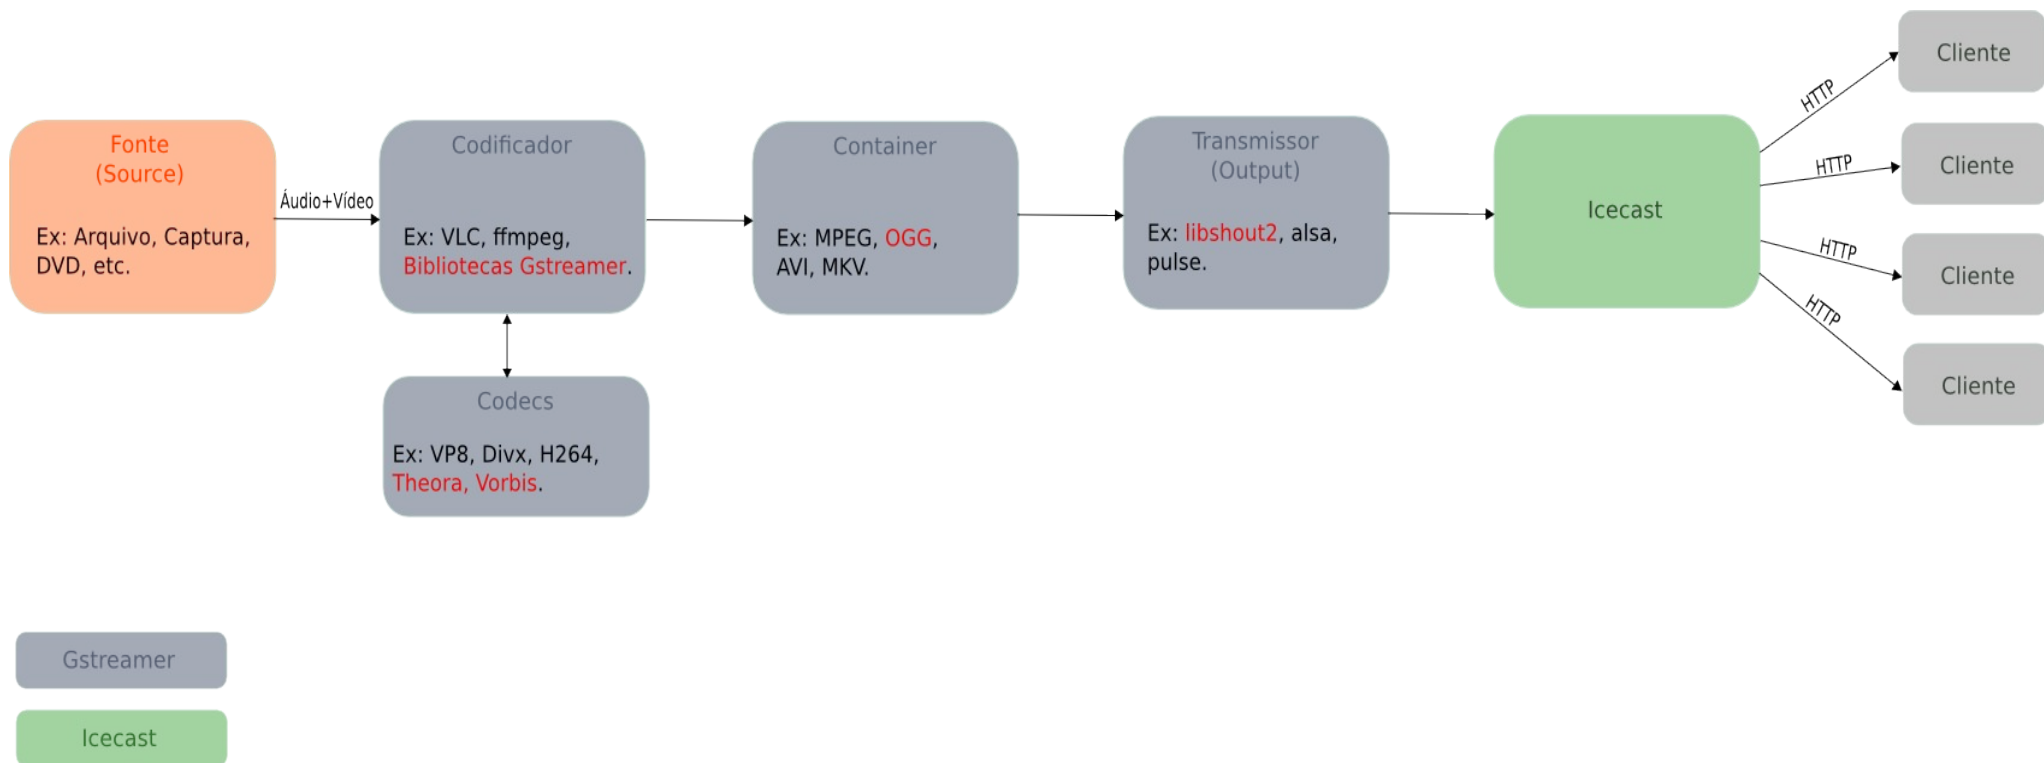 Fonte
(Source)
Ex: Arquivo, Captura,
DVD, etc.
Áudio+Vídeo
Codificador
Ex: VLC, ffmpeg,
Bibliotecas Gstreamer.
Codecs
Ex: VP8, Divx, H264,
Theora, Vorbis.
Container
Ex: MPEG, OGG,
AVI, MKV.
Transmissor
(Output)
Ex: libshout2, alsa,
pulse.
Icecast
HTTP
Cliente
HTTP
Cliente
HTTP
Cliente
HTTP
Cliente
Gstreamer
Icecast